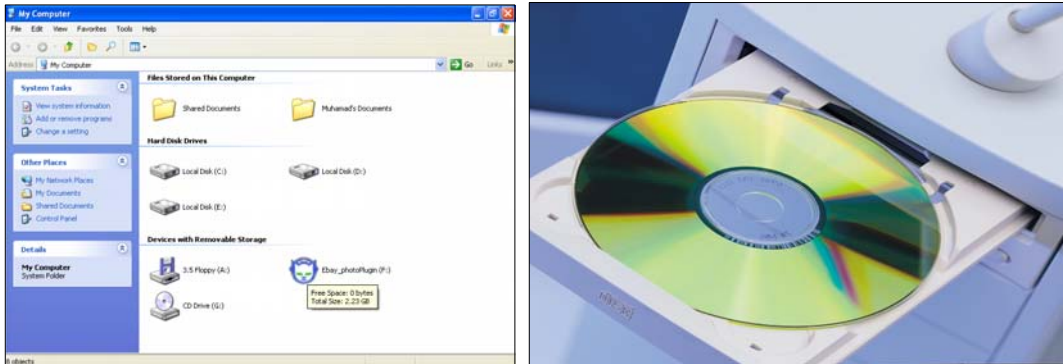 My Computer
File Edit View Favorites Tools Help
Address My Computer Go Links
System Tasks
View system information
Add or remove programs
Change a setting
Other Places
My Network Places
My Documents
Shared Documents
Control Panel
Details
My Computer
System Folder
Files Stored on This Computer
Shared Documents Muhamad's Documents
Hard Disk Drives
Local Disk (C:) Local Disk (D:)
Local Disk (E:)
Devices with Removable Storage
3.5 Floppy (A:) Ebay_photoPlugin (F:)
Free Space: 0 bytes
Total Size: 2.23 GB
CD Drive (G:)
objects